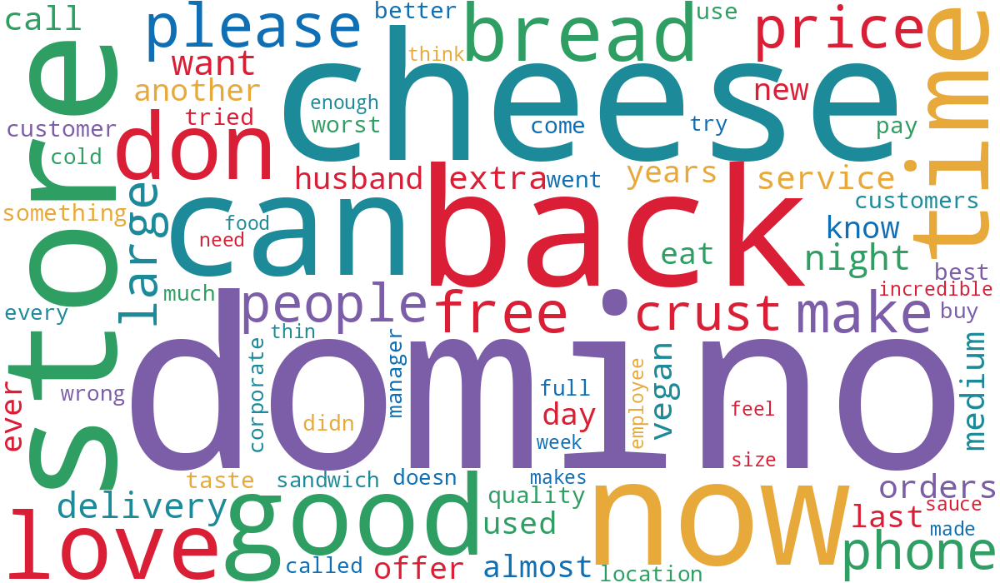 call
please
better
bread
use
price
time
store
want
think
cheese
another
enough
new
customer
tried
worst
come
try
pay
cold
don
husband
extra
went
years
service
something
large
can
back
customers
food
need
know
eat
night
much
people
free
crust
make
best
incredible
every
thin
buy
domino
ever
wrong
corporate
manager
didn
full
day
week
employee
vegan
feel
size
medium
taste
sandwich
doesn
makes
now
orders
love
delivery
good
quality
used
last
sauce
made
phone
called
offer
almost
location